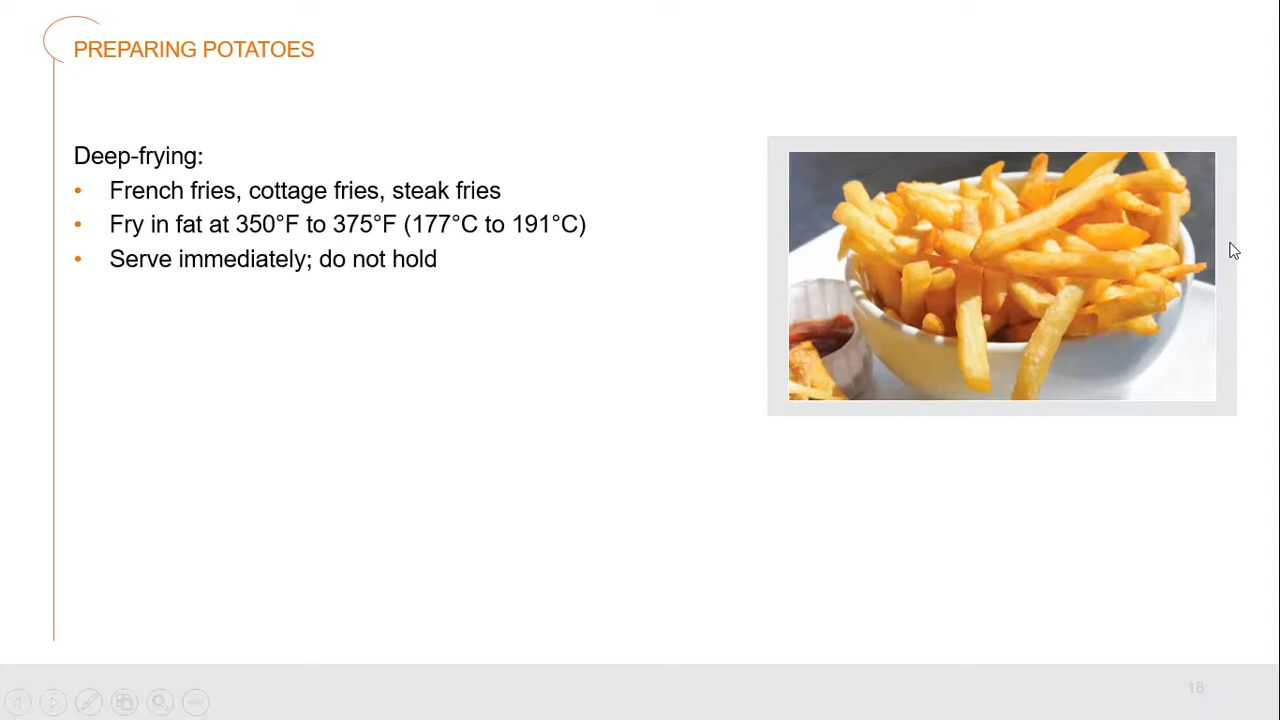 PREPARING POTATOES
Deep-frying:
• French fries, cottage fries, steak fries
• Fry in fat at 350°F to 375°F (177°C to 191°C)
• Serve immediately; do not hold
18